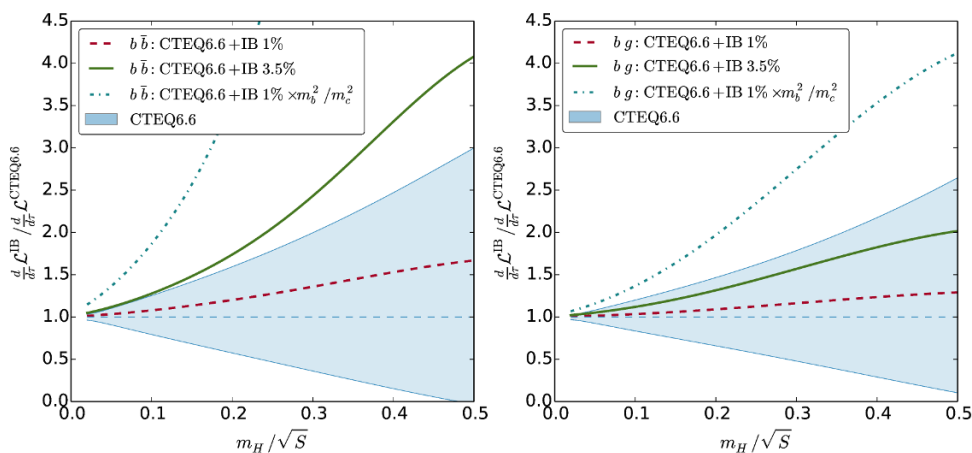 4.5
4.0
3.5
3.0
2.5
2.0
1.5
1.0
0.5
0.0
b b̄ : CTEQ6.6 + IB 1%
b b̄ : CTEQ6.6 + IB 3.5%
b b̄ : CTEQ6.6 + IB 1% × m_b^2 / m_c^2
CTEQ6.6
d/dτ 𝓛^IB / d/dτ 𝓛^CTEQ6.6
0.0 0.1 0.2 0.3 0.4 0.5
m_H / √S
4.5
4.0
3.5
3.0
2.5
2.0
1.5
1.0
0.5
0.0
b g : CTEQ6.6 + IB 1%
b g : CTEQ6.6 + IB 3.5%
b g : CTEQ6.6 + IB 1% × m_b^2 / m_c^2
CTEQ6.6
d/dτ 𝓛^IB / d/dτ 𝓛^CTEQ6.6
0.0 0.1 0.2 0.3 0.4 0.5
m_H / √S